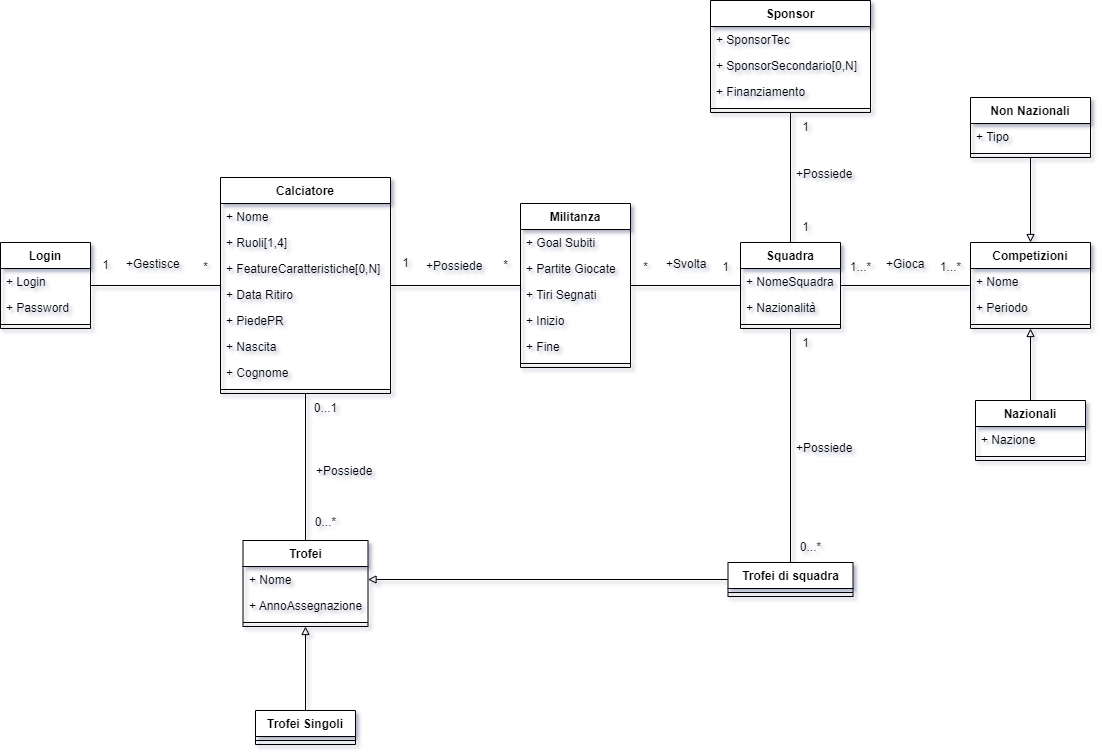 Sponsor
+ SponsorTec
+ SponsorSecondario[0,N]
+ Finanziamento
1
+Possiede
1
Non Nazionali
+ Tipo
Calciatore
+ Nome
+ Ruoli[1,4]
+ FeatureCaratteristiche[0,N]
+ Data Ritiro
+ PiedePR
+ Nascita
+ Cognome
Militanza
+ Goal Subiti
+ Partite Giocate
+ Tiri Segnati
+ Inizio
+ Fine
Login
+ Login
+ Password
1 +Gestisce *
1 +Possiede *
* +Svolta 1
Squadra
+ NomeSquadra
+ Nazionalità
1...* +Gioca 1...*
Competizioni
+ Nome
+ Periodo
1
+Possiede
0...*
Nazionali
+ Nazione
0...1
+Possiede
0...*
Trofei
+ Nome
+ AnnoAssegnazione
Trofei di squadra
Trofei Singoli